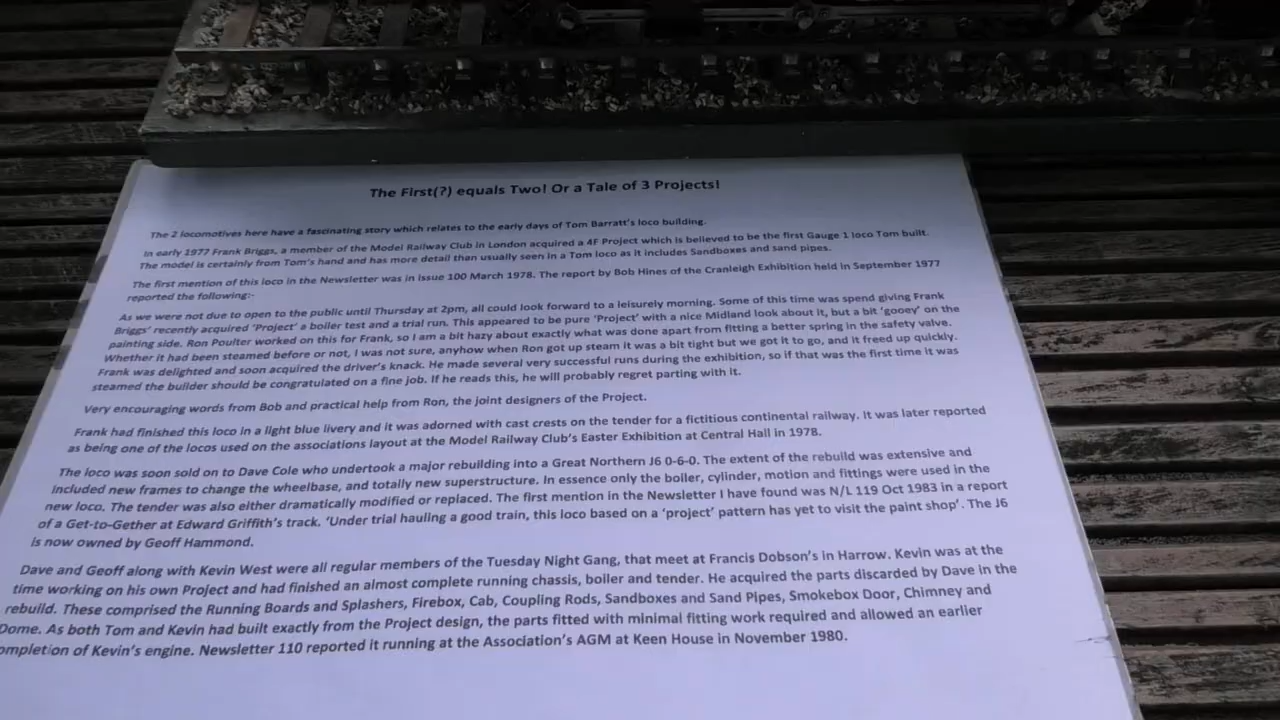 The First(?) equals Two! Or a Tale of 3 Projects!
The 2 locomotives here have a fascinating story which relates to the early days of Tom Barratt's loco building.
In early 1977 Frank Briggs, a member of the Model Railway Club in London acquired a 4F Project which is believed to be the first Gauge 1 loco Tom built.
The model is certainly from Tom's hand and has more detail than usually seen in a Tom loco as it includes Sandboxes and sand pipes.
The first mention of this loco in the Newsletter was in issue 100 March 1978. The report by Bob Hines of the Cranleigh Exhibition held in September 1977
reported the following:-
As we were not due to open to the public until Thursday at 2pm, all could look forward to a leisurely morning. Some of this time was spend giving Frank
Briggs' recently acquired 'Project' a boiler test and a trial run. This appeared to be pure 'Project' with a nice Midland look about it, but a bit 'gooey' on the
painting side. Ron Poulter worked on this for Frank, so I am a bit hazy about exactly what was done apart from fitting a better spring in the safety valve.
Whether it had been steamed before or not, I was not sure, anyhow when Ron got up steam it was a bit tight but we got it to go, and it freed up quickly.
Frank was delighted and soon acquired the driver's knack. He made several very successful runs during the exhibition, so if that was the first time it was
steamed the builder should be congratulated on a fine job. If he reads this, he will probably regret parting with it.
Very encouraging words from Bob and practical help from Ron, the joint designers of the Project.
Frank had finished this loco in a light blue livery and it was adorned with cast crests on the tender for a fictitious continental railway. It was later reported
as being one of the locos used on the associations layout at the Model Railway Club's Easter Exhibition at Central Hall in 1978.
The loco was soon sold on to Dave Cole who undertook a major rebuilding into a Great Northern J6 0-6-0. The extent of the rebuild was extensive and
included new frames to change the wheelbase, and totally new superstructure. In essence only the boiler, cylinder, motion and fittings were used in the
new loco. The tender was also either dramatically modified or replaced. The first mention in the Newsletter I have found was N/L 119 Oct 1983 in a report
of a Get-to-Gether at Edward Griffith's track. 'Under trial hauling a good train, this loco based on a 'project' pattern has yet to visit the paint shop'. The J6
is now owned by Geoff Hammond.
Dave and Geoff along with Kevin West were all regular members of the Tuesday Night Gang, that meet at Francis Dobson's in Harrow. Kevin was at the
time working on his own Project and had finished an almost complete running chassis, boiler and tender. He acquired the parts discarded by Dave in the
rebuild. These comprised the Running Boards and Splashers, Firebox, Cab, Coupling Rods, Sandboxes and Sand Pipes, Smokebox Door, Chimney and
Dome. As both Tom and Kevin had built exactly from the Project design, the parts fitted with minimal fitting work required and allowed an earlier
ompletion of Kevin's engine. Newsletter 110 reported it running at the Association's AGM at Keen House in November 1980.